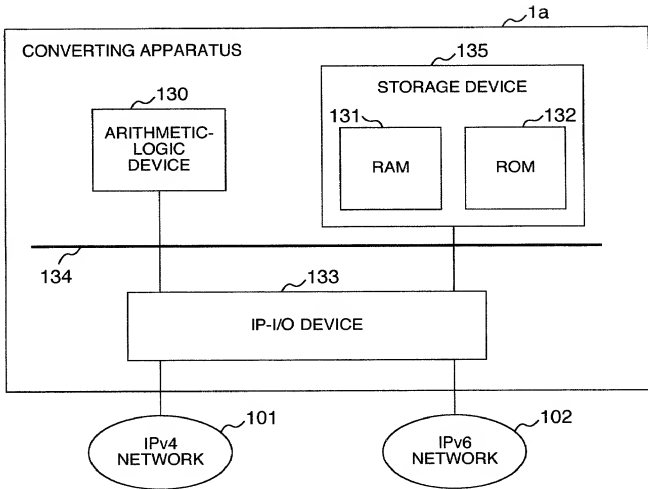 1a
CONVERTING APPARATUS
135
STORAGE DEVICE
130
ARITHMETIC-
LOGIC
DEVICE
131
132
RAM
ROM
134
133
IP-I/O DEVICE
101
102
IPv4
NETWORK
IPv6
NETWORK